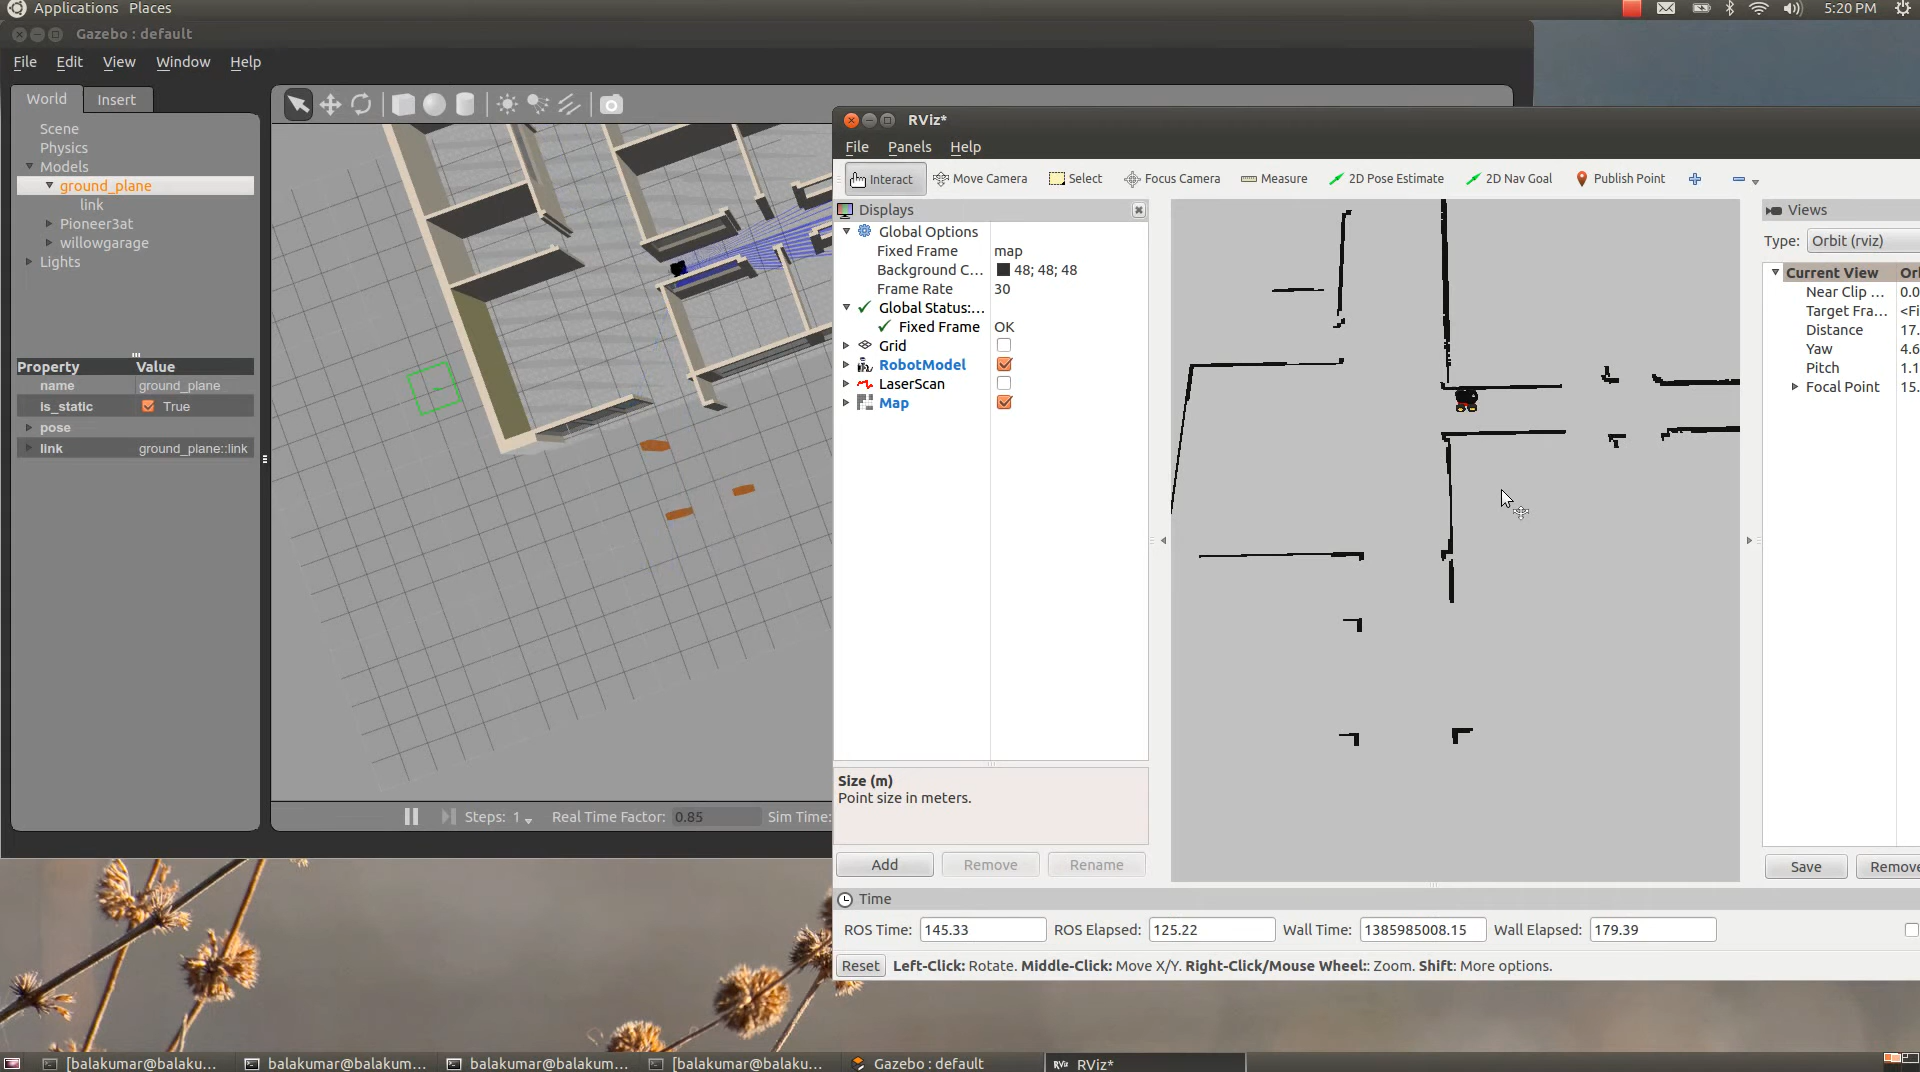 Applications Places
5:20 PM
Gazebo : default
File Edit View Window Help
World Insert
Scene
Physics
Models
ground_plane
link
Pioneer3at
willowgarage
Lights
Property Value
name ground_plane
is_static True
pose
link ground_plane::link
Steps: 1 Real Time Factor: 0.85 Sim Time:
RViz*
File Panels Help
Interact Move Camera Select Focus Camera Measure 2D Pose Estimate 2D Nav Goal Publish Point
Displays
Global Options
Fixed Frame map
Background C... 48; 48; 48
Frame Rate 30
Global Status:...
Fixed Frame OK
Grid
RobotModel
LaserScan
Map
Size (m)
Point size in meters.
Add Remove Rename
Views
Type: Orbit (rviz)
Current View Or
Near Clip ... 0.0
Target Fra... <Fi
Distance 17.
Yaw 4.6
Pitch 1.1
Focal Point 15.
Save Remove
Time
ROS Time: 145.33 ROS Elapsed: 125.22 Wall Time: 1385985008.15 Wall Elapsed: 179.39
Reset Left-Click: Rotate. Middle-Click: Move X/Y. Right-Click/Mouse Wheel:: Zoom. Shift: More options.
[balakumar@balaku... balakumar@balakum... balakumar@balakum... [balakumar@balaku... Gazebo : default RViz RViz*